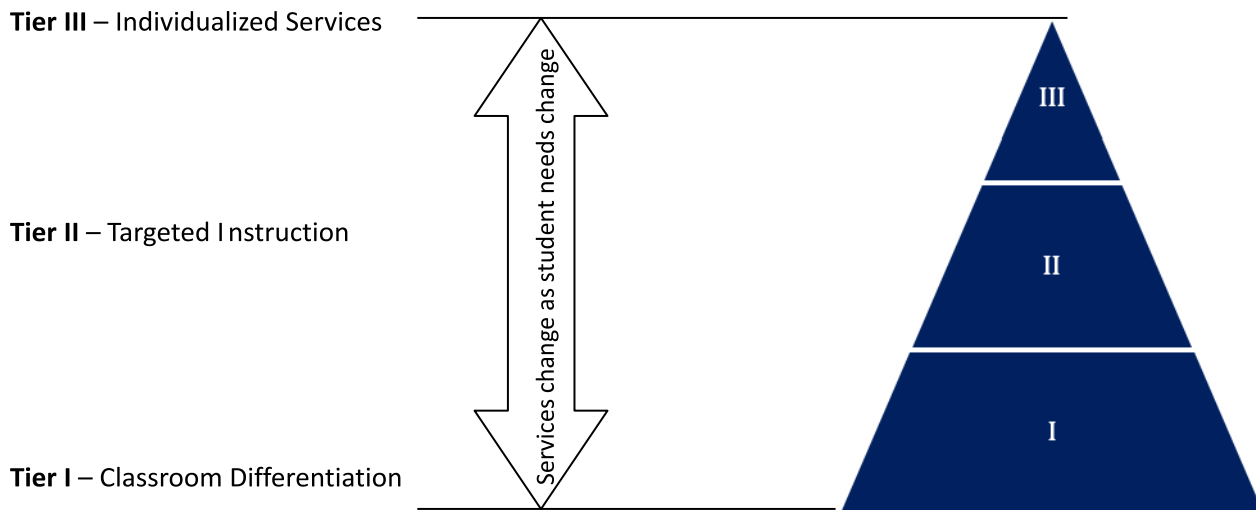 Tier III – Individualized Services
III
Services change as student needs change
Tier II – Targeted Instruction
II
I
Tier I – Classroom Differentiation